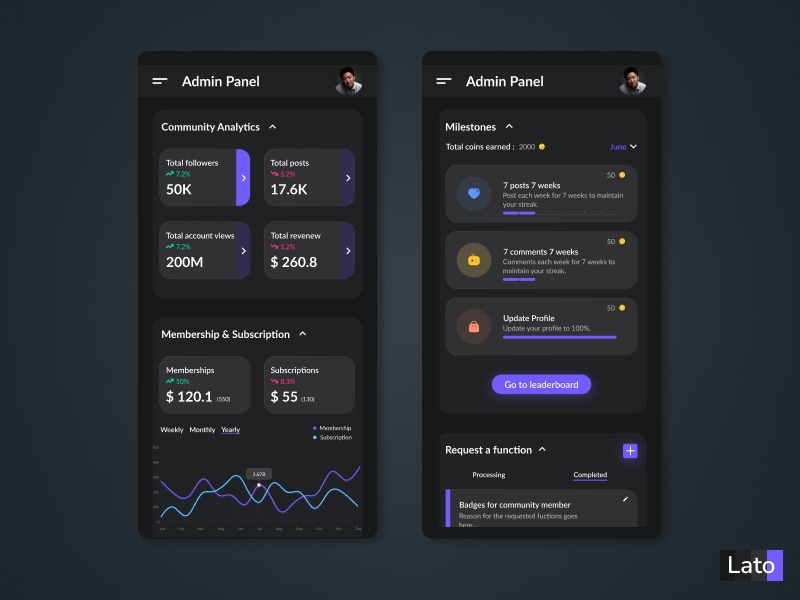 Admin Panel
Community Analytics
Total followers
7.2%
50K
Total posts
5.2%
17.6K
Total account views
7.2%
200M
Total revenew
5.2%
$ 260.8
Membership & Subscription
Memberships
10%
$ 120.1 (550)
Subscriptions
8.3%
$ 55 (130)
Weekly Monthly Yearly
Membership
Subscription
3,678
Admin Panel
Milestones
Total coins earned : 2000
June
50
7 posts 7 weeks
Post each week for 7 weeks to maintain
your streak.
50
7 comments 7 weeks
Comments each week for 7 weeks to
maintain your streak.
50
Update Profile
Update your profile to 100%.
Go to leaderboard
Request a function
Processing
Completed
Badges for community member
Reason for the requested fuctions goes
here
Lato